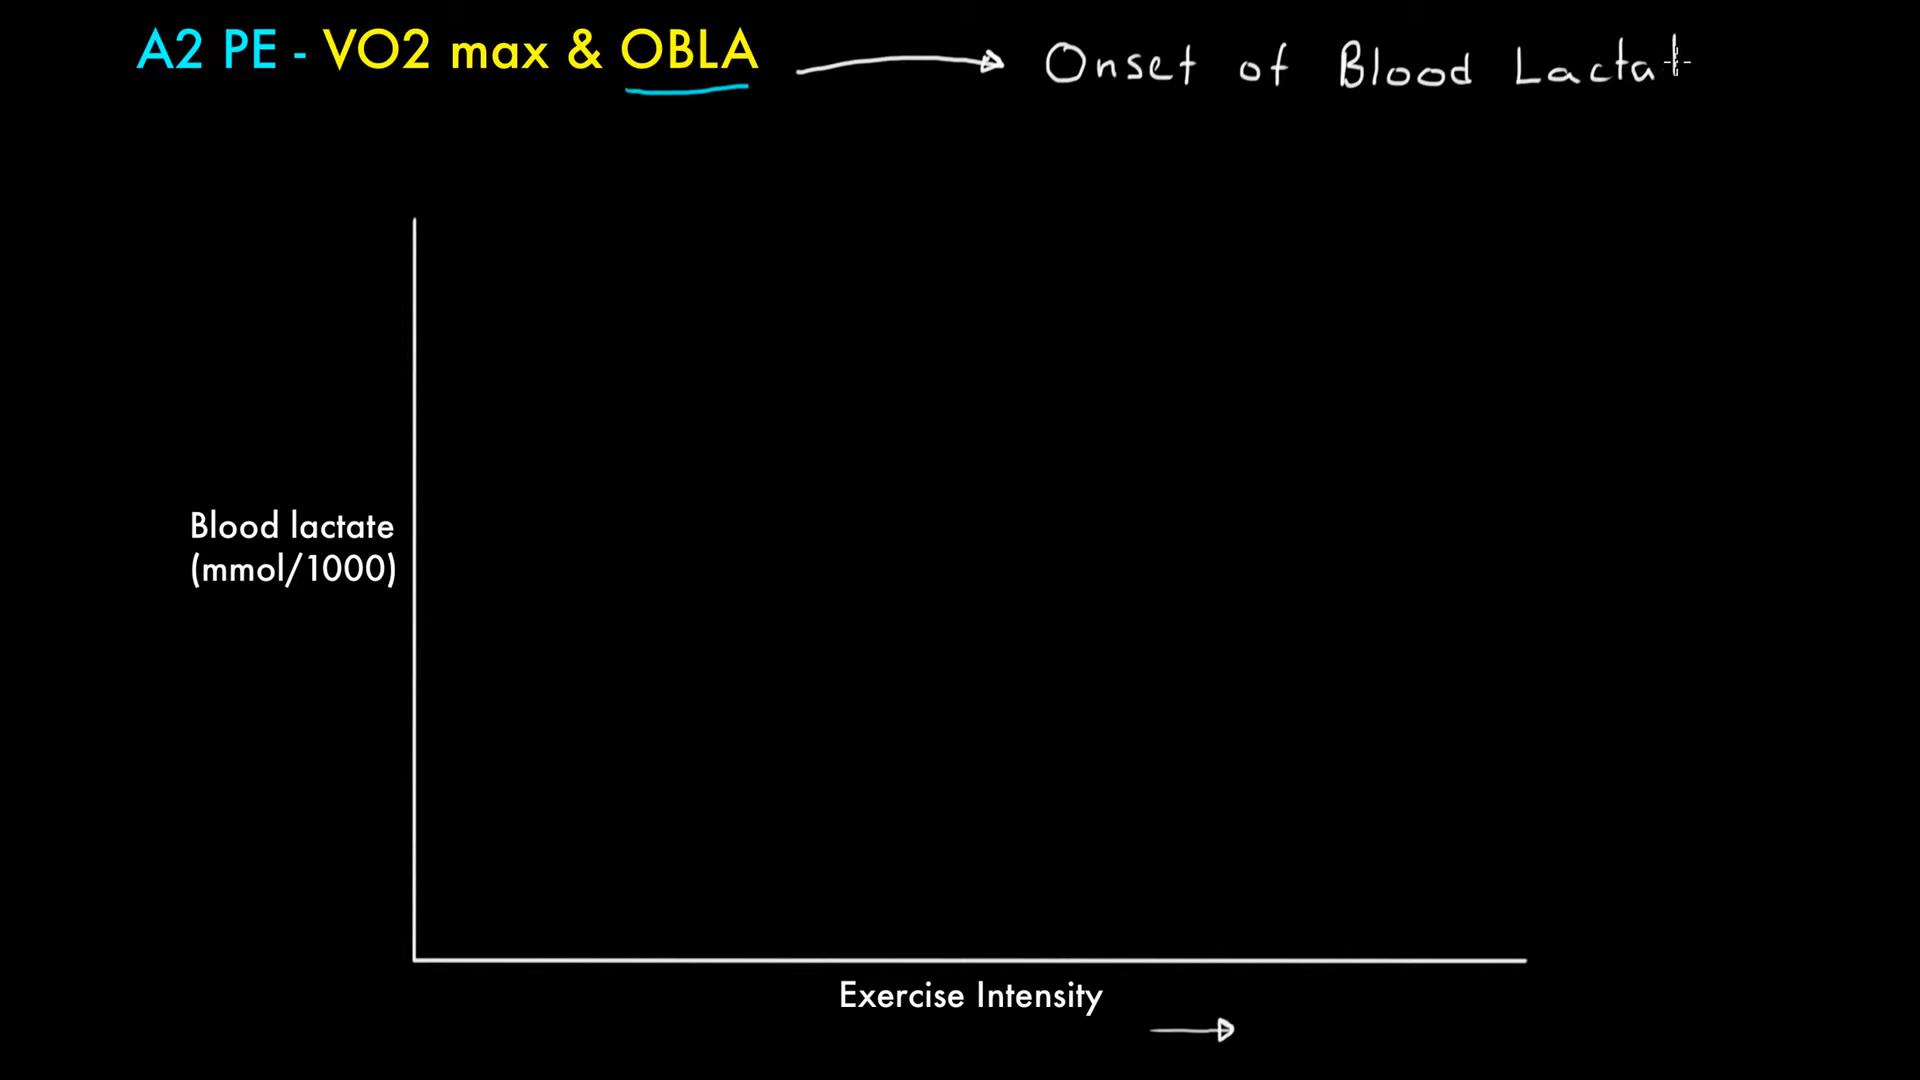 A2 PE - VO2 max & OBLA → Onset of Blood Lactat
Blood lactate
(mmol/1000)
Exercise Intensity